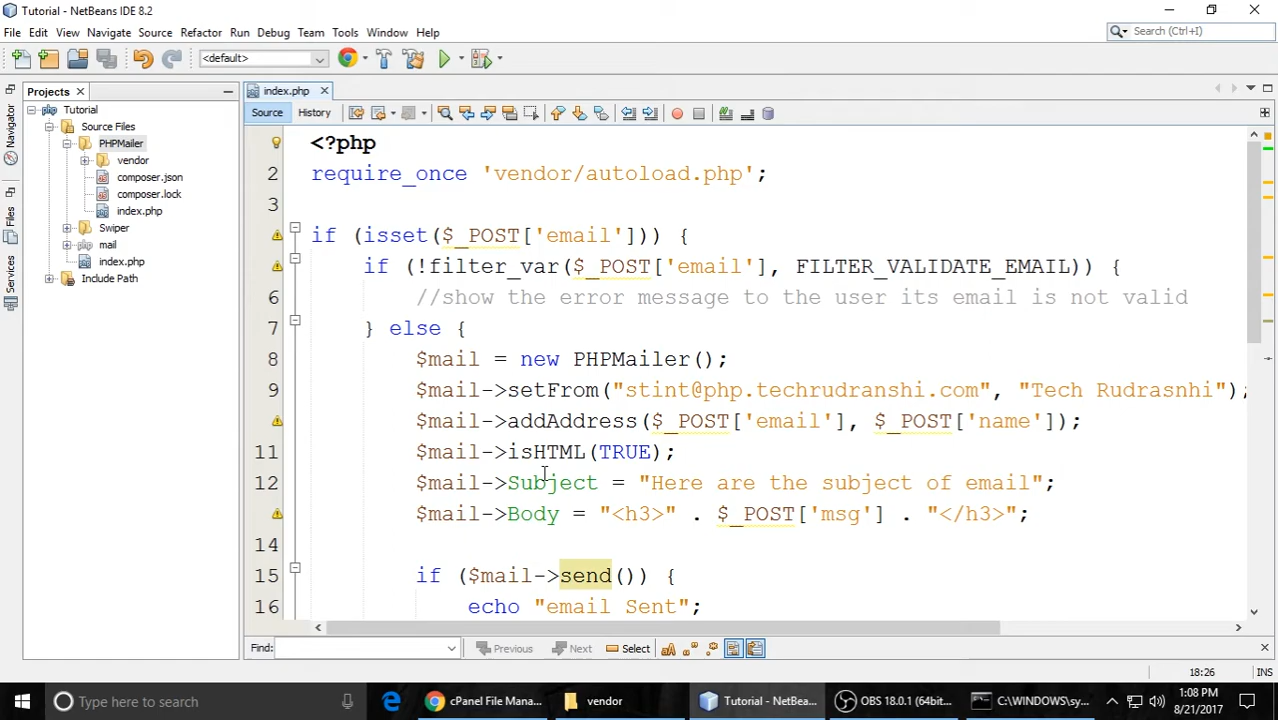 Tutorial - NetBeans IDE 8.2
File Edit View Navigate Source Refactor Run Debug Team Tools Window Help
Search (Ctrl+I)
<default>
Projects
index.php
Tutorial
Source History
Source Files
PHPMailer
vendor
composer.json
composer.lock
index.php
Swiper
mail
index.php
Include Path
Navigator
Files
Services
<?php
2 require_once 'vendor/autoload.php';
3
if (isset($_POST['email'])) {
if (!filter_var($_POST['email'], FILTER_VALIDATE_EMAIL)) {
6 //show the error message to the user its email is not valid
7 } else {
8 $mail = new PHPMailer();
9 $mail->setFrom("stint@php.techrudranshi.com", "Tech Rudrasnhi");
$mail->addAddress($_POST['email'], $_POST['name']);
11 $mail->isHTML(TRUE);
12 $mail->Subject = "Here are the subject of email";
$mail->Body = "<h3>" . $_POST['msg'] . "</h3>";
14
15 if ($mail->send()) {
16 echo "email Sent";
Find: Previous Next Select
18:26 INS
Type here to search
cPanel File Mana...
vendor
Tutorial - NetBeans...
OBS 18.0.1 (64bit...
C:\WINDOWS\sy...
1:08 PM
8/21/2017